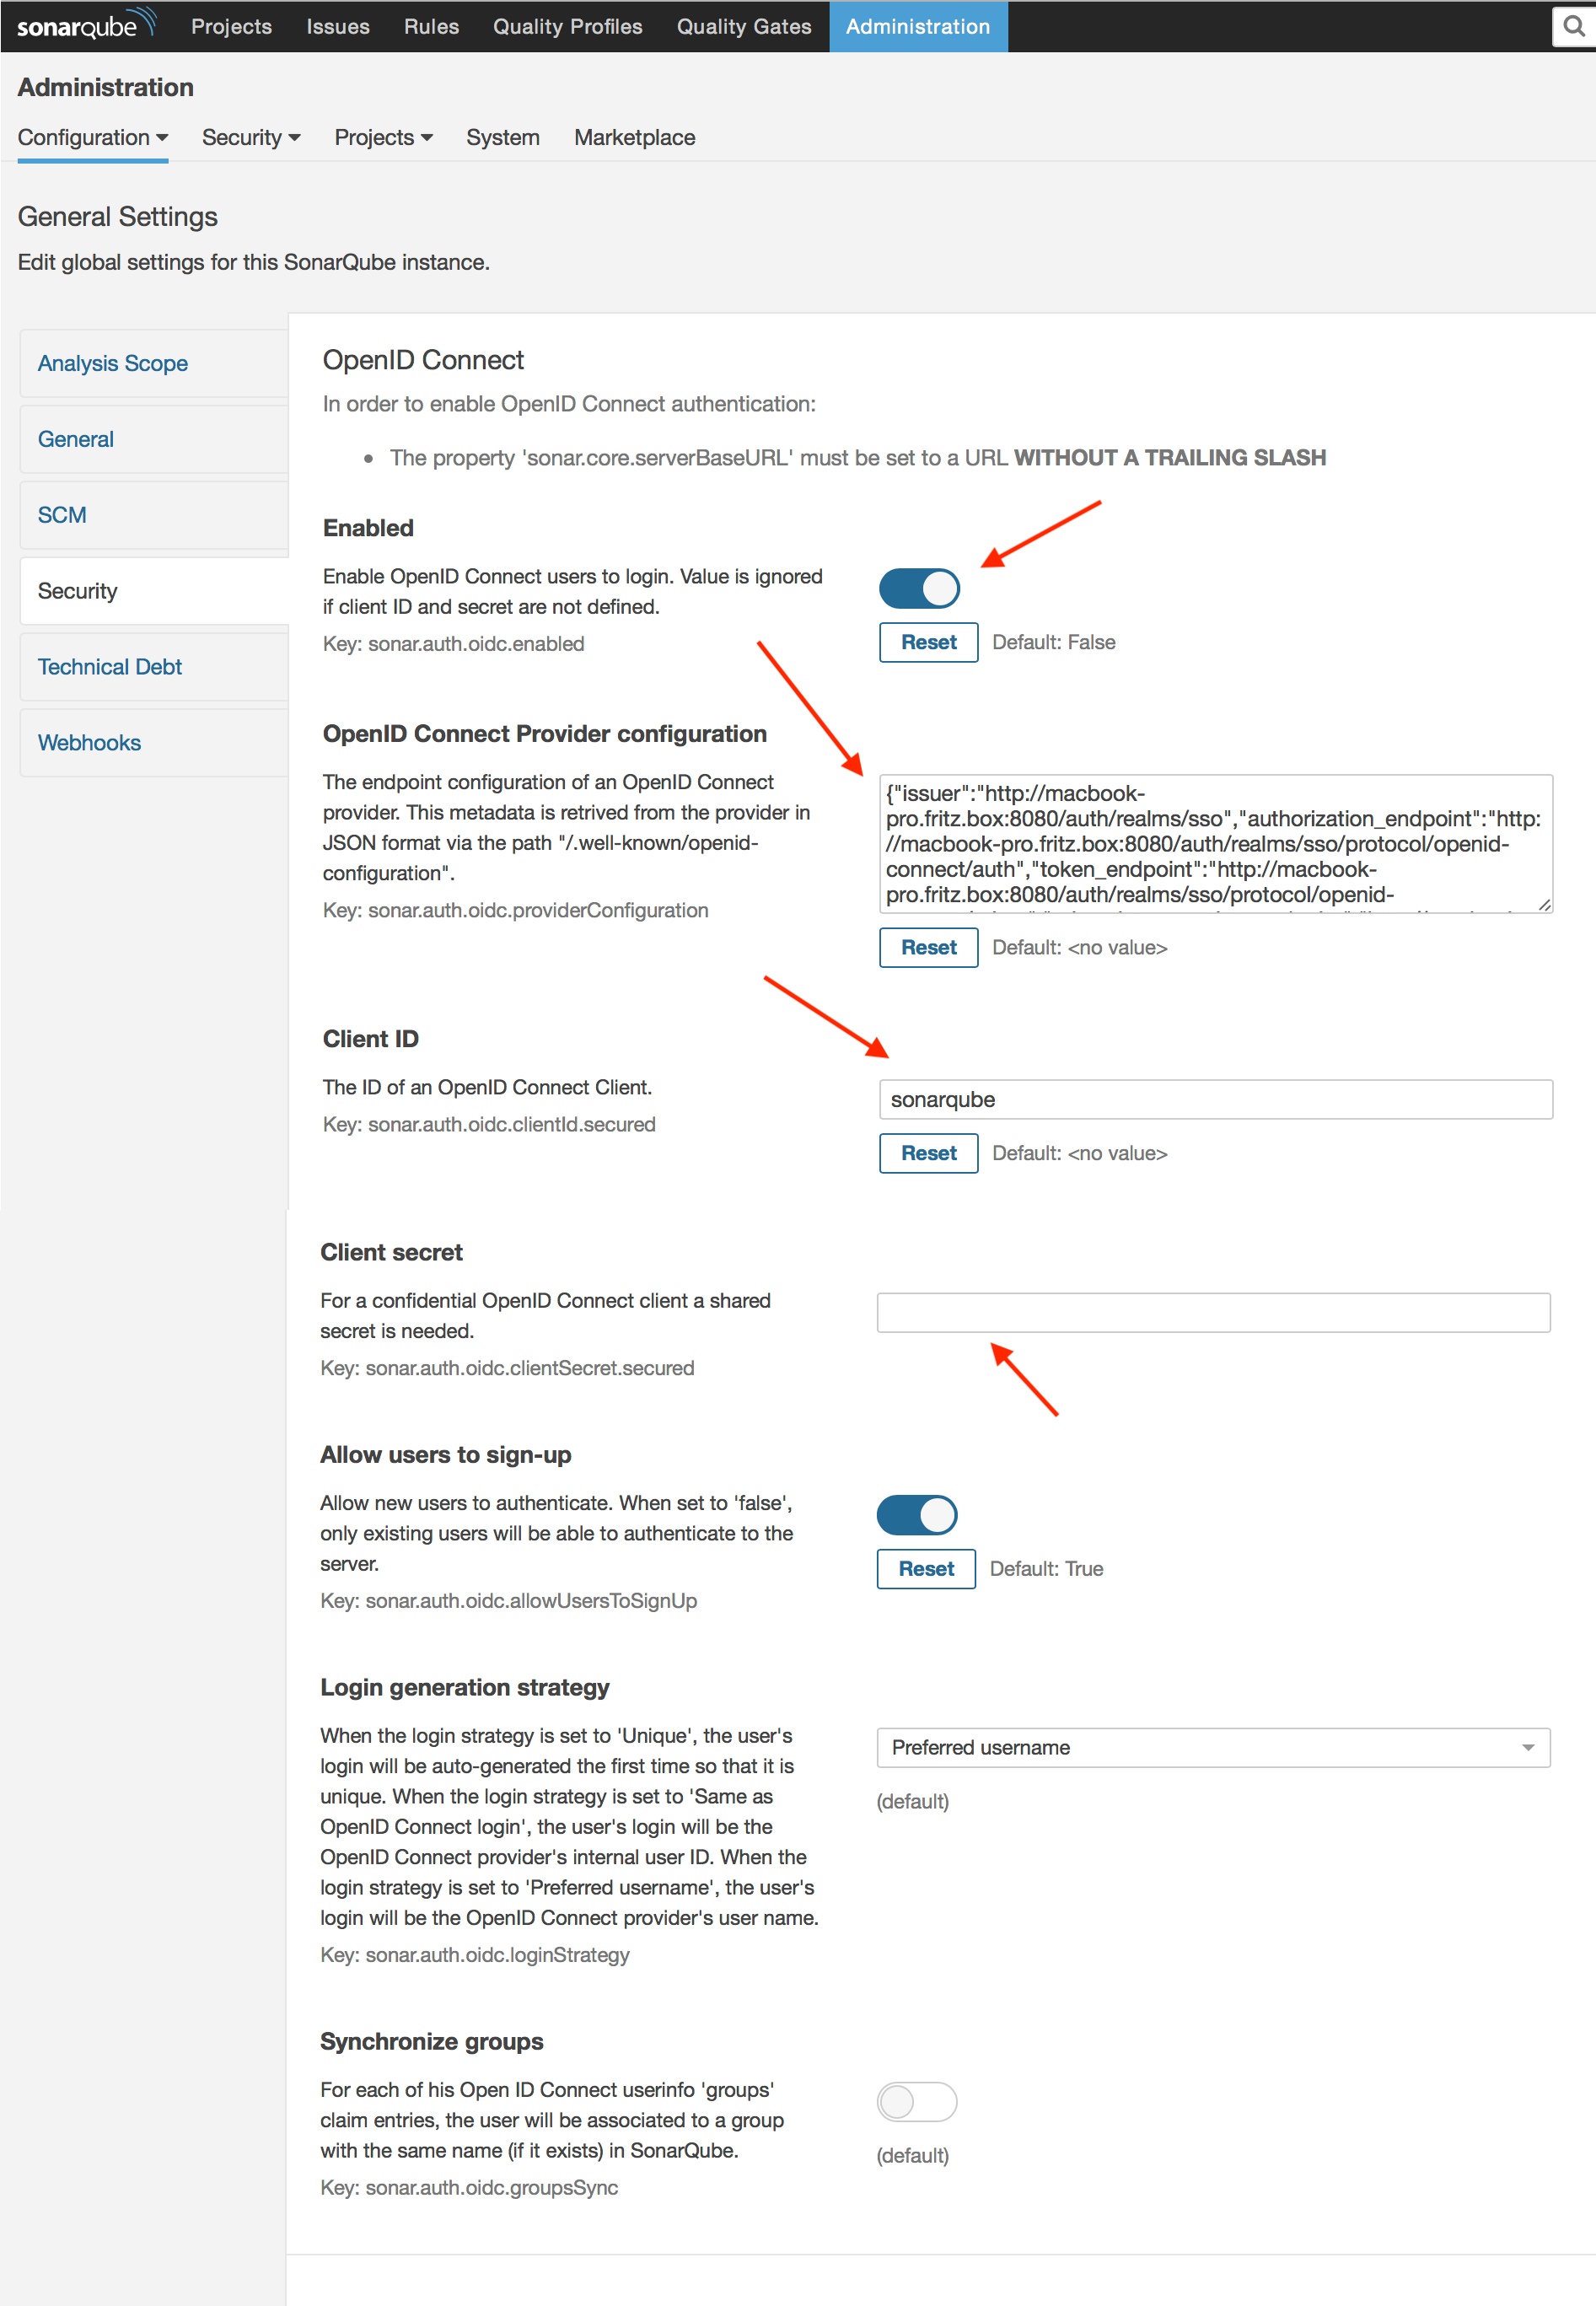 sonarqube Projects Issues Rules Quality Profiles Quality Gates Administration
Administration
Configuration Security Projects System Marketplace
General Settings
Edit global settings for this SonarQube instance.
Analysis Scope
General
SCM
Security
Technical Debt
Webhooks
OpenID Connect
In order to enable OpenID Connect authentication:
• The property 'sonar.core.serverBaseURL' must be set to a URL WITHOUT A TRAILING SLASH
Enabled
Enable OpenID Connect users to login. Value is ignored
if client ID and secret are not defined.
Key: sonar.auth.oidc.enabled
Reset Default: False
OpenID Connect Provider configuration
The endpoint configuration of an OpenID Connect
provider. This metadata is retrived from the provider in
JSON format via the path "/.well-known/openid-
configuration".
Key: sonar.auth.oidc.providerConfiguration
{"issuer":"http://macbook-
pro.fritz.box:8080/auth/realms/sso","authorization_endpoint":"http:
//macbook-pro.fritz.box:8080/auth/realms/sso/protocol/openid-
connect/auth","token_endpoint":"http://macbook-
pro.fritz.box:8080/auth/realms/sso/protocol/openid-
Reset Default: <no value>
Client ID
The ID of an OpenID Connect Client.
Key: sonar.auth.oidc.clientId.secured
sonarqube
Reset Default: <no value>
Client secret
For a confidential OpenID Connect client a shared
secret is needed.
Key: sonar.auth.oidc.clientSecret.secured
Allow users to sign-up
Allow new users to authenticate. When set to 'false',
only existing users will be able to authenticate to the
server.
Key: sonar.auth.oidc.allowUsersToSignUp
Reset Default: True
Login generation strategy
When the login strategy is set to 'Unique', the user's
login will be auto-generated the first time so that it is
unique. When the login strategy is set to 'Same as
OpenID Connect login', the user's login will be the
OpenID Connect provider's internal user ID. When the
login strategy is set to 'Preferred username', the user's
login will be the OpenID Connect provider's user name.
Key: sonar.auth.oidc.loginStrategy
Preferred username
(default)
Synchronize groups
For each of his Open ID Connect userinfo 'groups'
claim entries, the user will be associated to a group
with the same name (if it exists) in SonarQube.
Key: sonar.auth.oidc.groupsSync
(default)